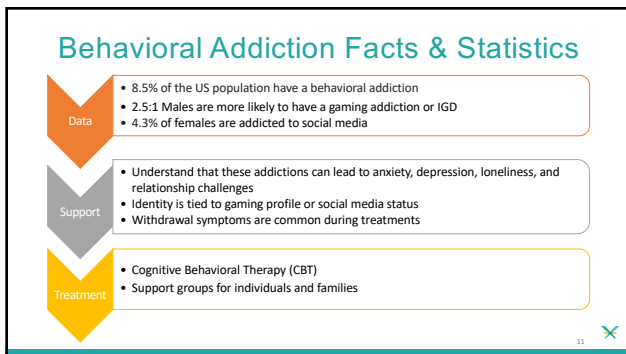 Behavioral Addiction Facts & Statistics
Data
• 8.5% of the US population have a behavioral addiction
• 2.5:1 Males are more likely to have a gaming addiction or IGD
• 4.3% of females are addicted to social media
Support
• Understand that these addictions can lead to anxiety, depression, loneliness, and
relationship challenges
• Identity is tied to gaming profile or social media status
• Withdrawal symptoms are common during treatments
Treatment
• Cognitive Behavioral Therapy (CBT)
• Support groups for individuals and families
11